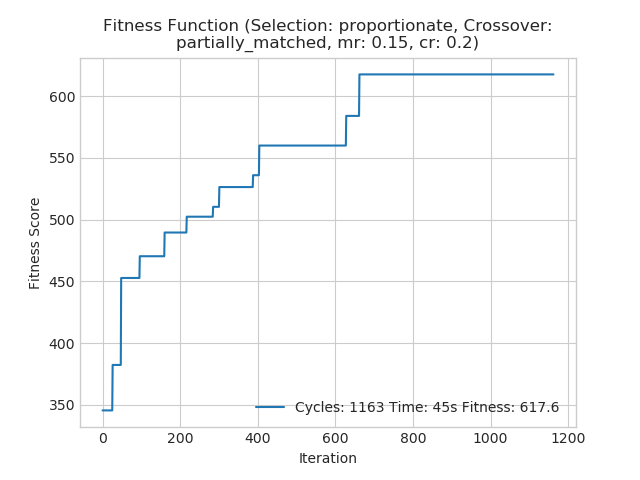 Fitness Function (Selection: proportionate, Crossover:
partially_matched, mr: 0.15, cr: 0.2)
600
550
500
450
400
350
Fitness Score
Cycles: 1163 Time: 45s Fitness: 617.6
0 200 400 600 800 1000 1200
Iteration